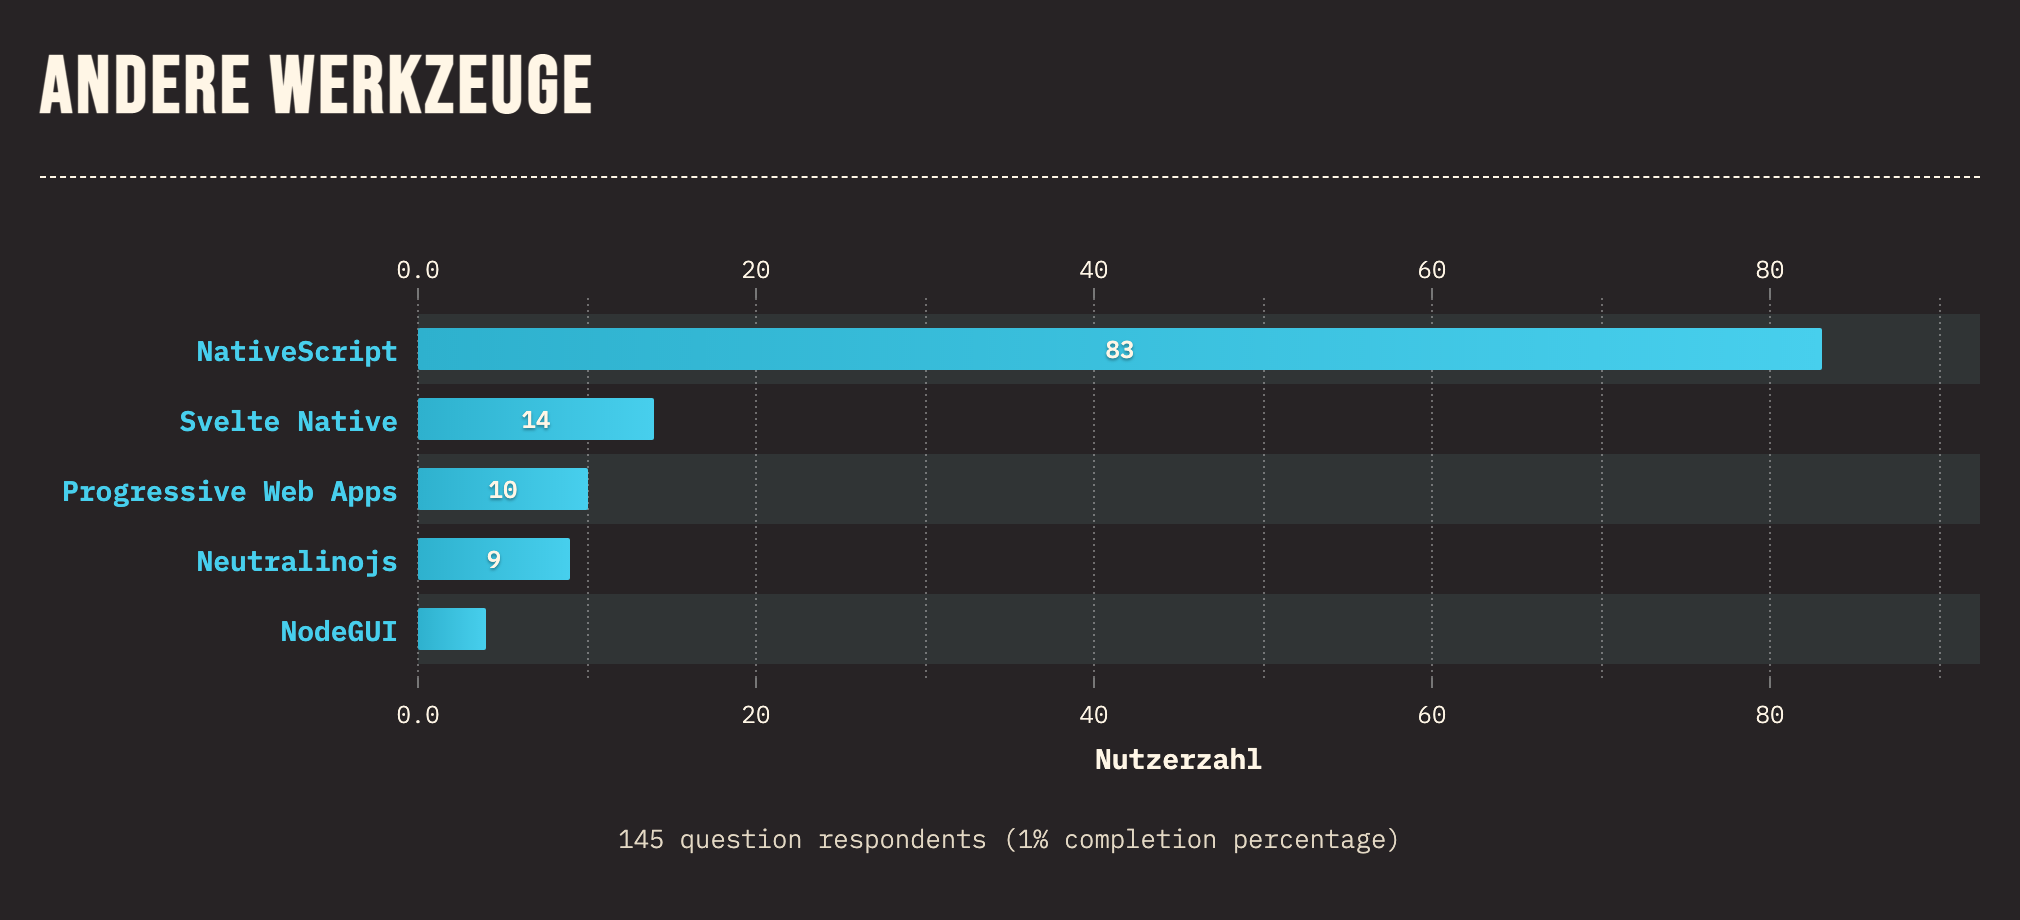 ANDERE WERKZEUGE
0.0 20 40 60 80
NativeScript 83
Svelte Native 14
Progressive Web Apps 10
Neutralinojs 9
NodeGUI
0.0 20 40 60 80
Nutzerzahl
145 question respondents (1% completion percentage)